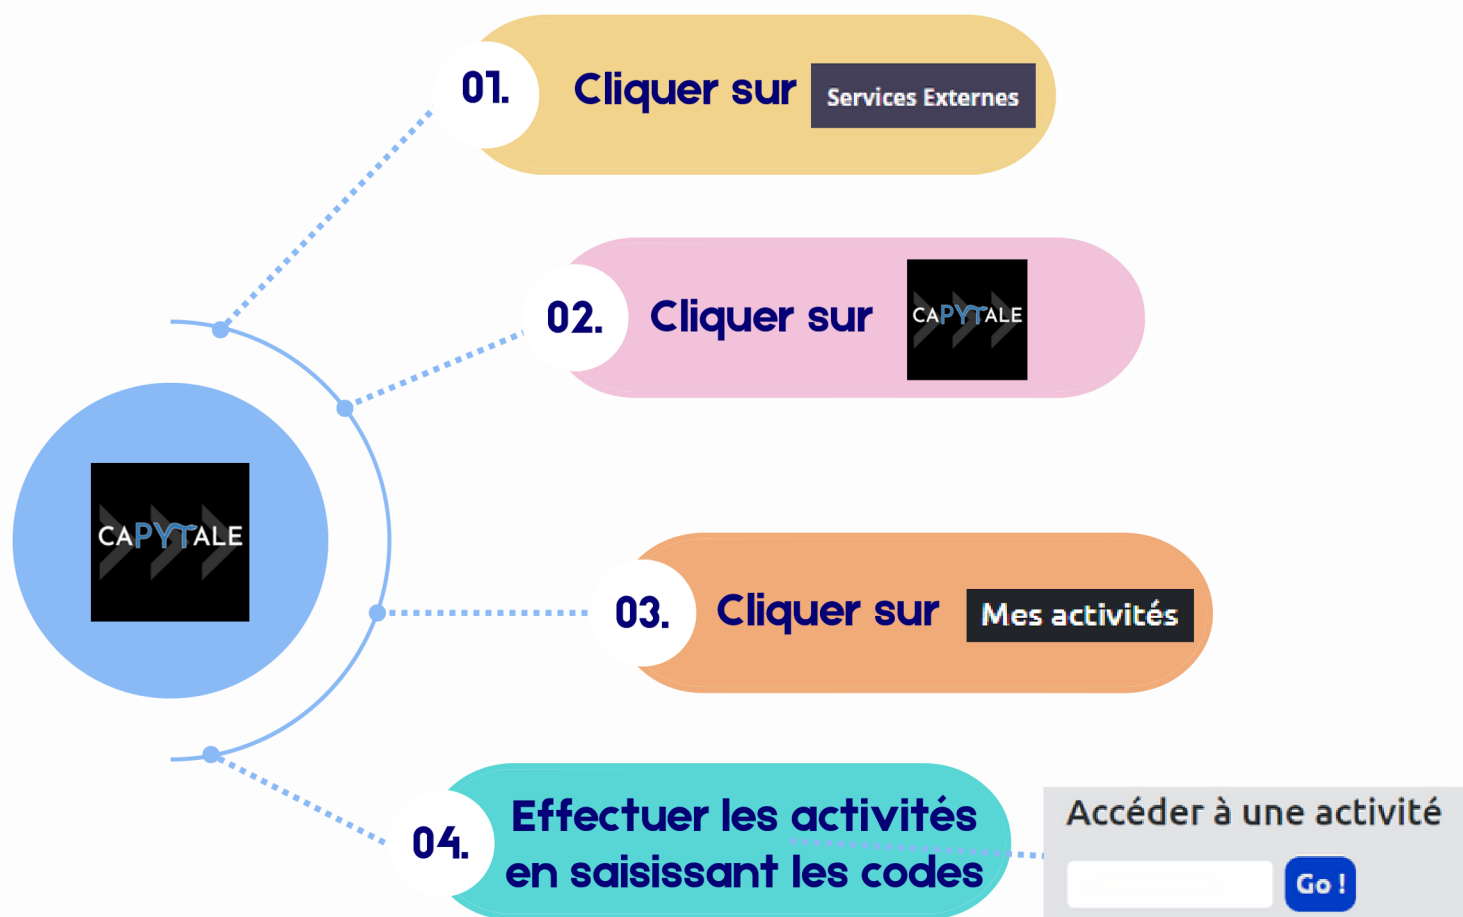 01.
Cliquer sur Services Externes
02.
Cliquer sur CAPYTALE
CAPYTALE
03.
Cliquer sur Mes activités
04.
Effectuer les activités
en saisissant les codes
Accéder à une activité
Go !